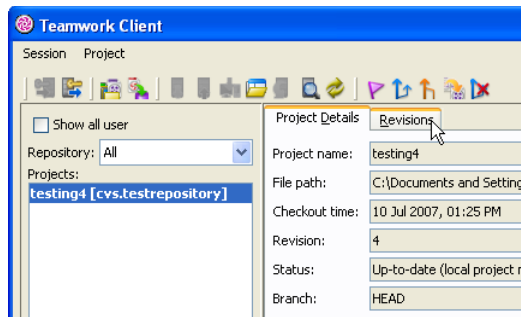 Teamwork Client
Session Project
Show all user
Repository: All
Projects:
testing4 [cvs.testrepository]
Project Details Revisions
Project name: testing4
File path: C:\Documents and Setting
Checkout time: 10 Jul 2007, 01:25 PM
Revision: 4
Status: Up-to-date (local project r
Branch: HEAD